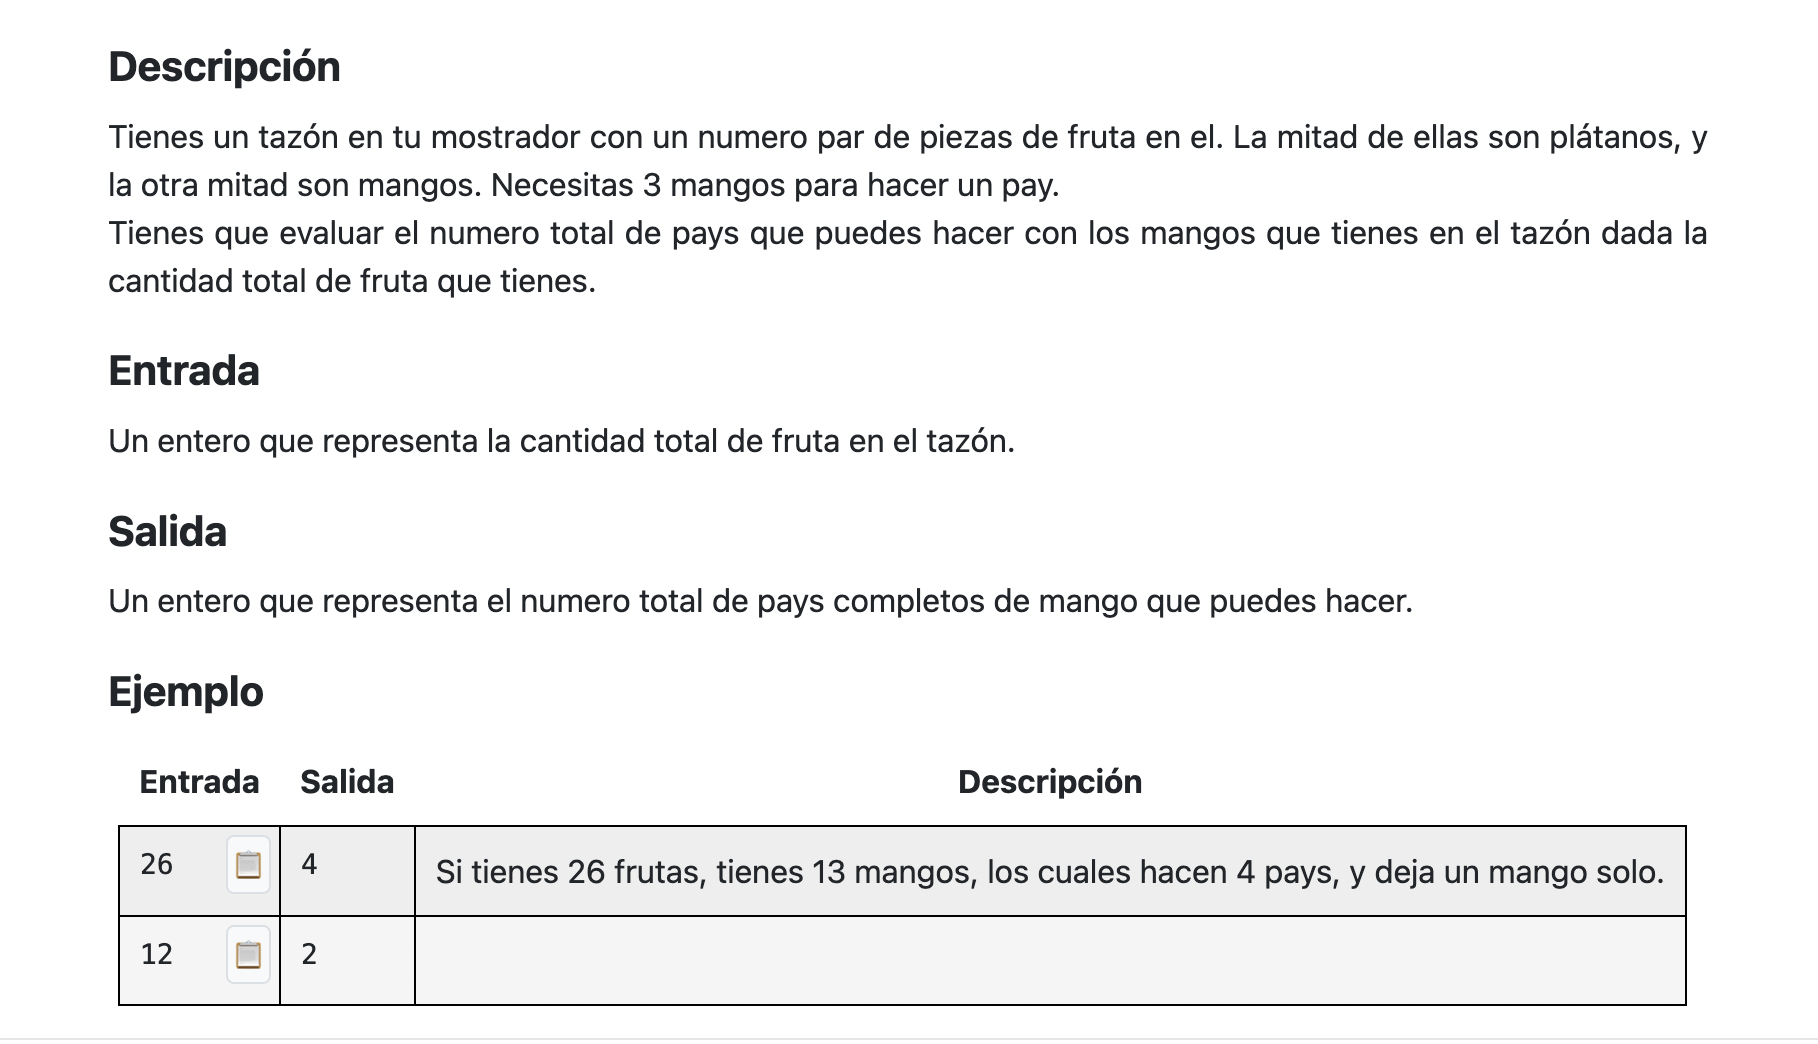 Descripción
Tienes un tazón en tu mostrador con un numero par de piezas de fruta en el. La mitad de ellas son plátanos, y
la otra mitad son mangos. Necesitas 3 mangos para hacer un pay.
Tienes que evaluar el numero total de pays que puedes hacer con los mangos que tienes en el tazón dada la
cantidad total de fruta que tienes.
Entrada
Un entero que representa la cantidad total de fruta en el tazón.
Salida
Un entero que representa el numero total de pays completos de mango que puedes hacer.
Ejemplo
Entrada Salida Descripción
26 4 Si tienes 26 frutas, tienes 13 mangos, los cuales hacen 4 pays, y deja un mango solo.
12 2